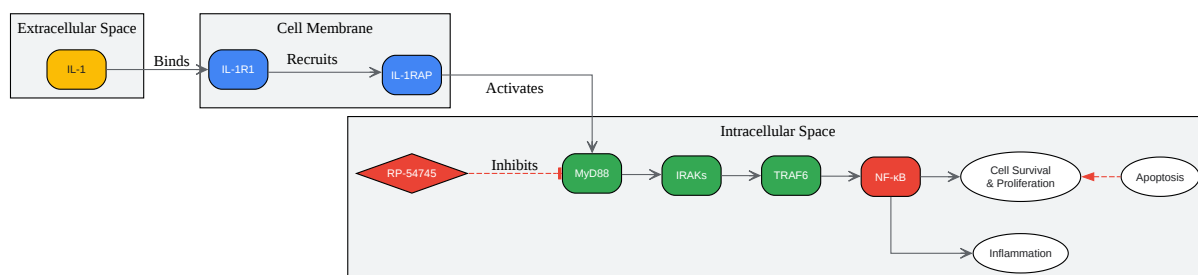 Extracellular Space
IL-1
Binds
Cell Membrane
IL-1R1
Recruits
IL-1RAP
Activates
Intracellular Space
RP-54745
Inhibits
MyD88
IRAKs
TRAF6
NF-κB
Cell Survival
& Proliferation
Apoptosis
Inflammation